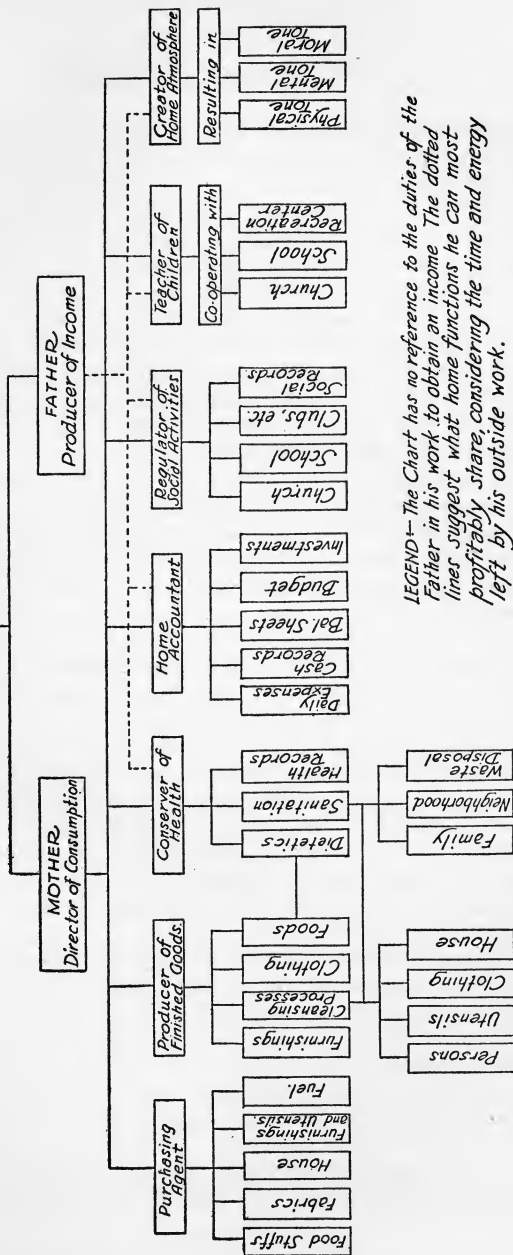 MOTHER
Director of Consumption
FATHER
Producer of Income
Purchasing
Agent
Producer of
Finished Goods.
Conserver of
Health
Home
Accountant
Regulator of
Social Activities
Teacher of
Children
Creator of
Home Atmosphere
Food Stuffs
Fabrics
House
Furnishings
and Utensils.
Fuel.
Furnishings
Cleansing
Processes
Clothing
Foods
Dietetics
Sanitation
Health
Records
Daily
Expenses
Cash
Records
Bal. Sheets
Budget
Investments
Church
School
Clubs, etc
Social
Records
Co-operating with
Church
School
Recreation
Center
Resulting in
Physical
Tone
Mental
Tone
Moral
Tone
Persons
Utensils
Clothing
House
Family
Neighborhood
Waste
Disposal
LEGEND:- The Chart has no reference to the duties of the
Father in his work to obtain an income The dotted
lines suggest what home functions he can most
profitably share, considering the time and energy
left by his outside work.